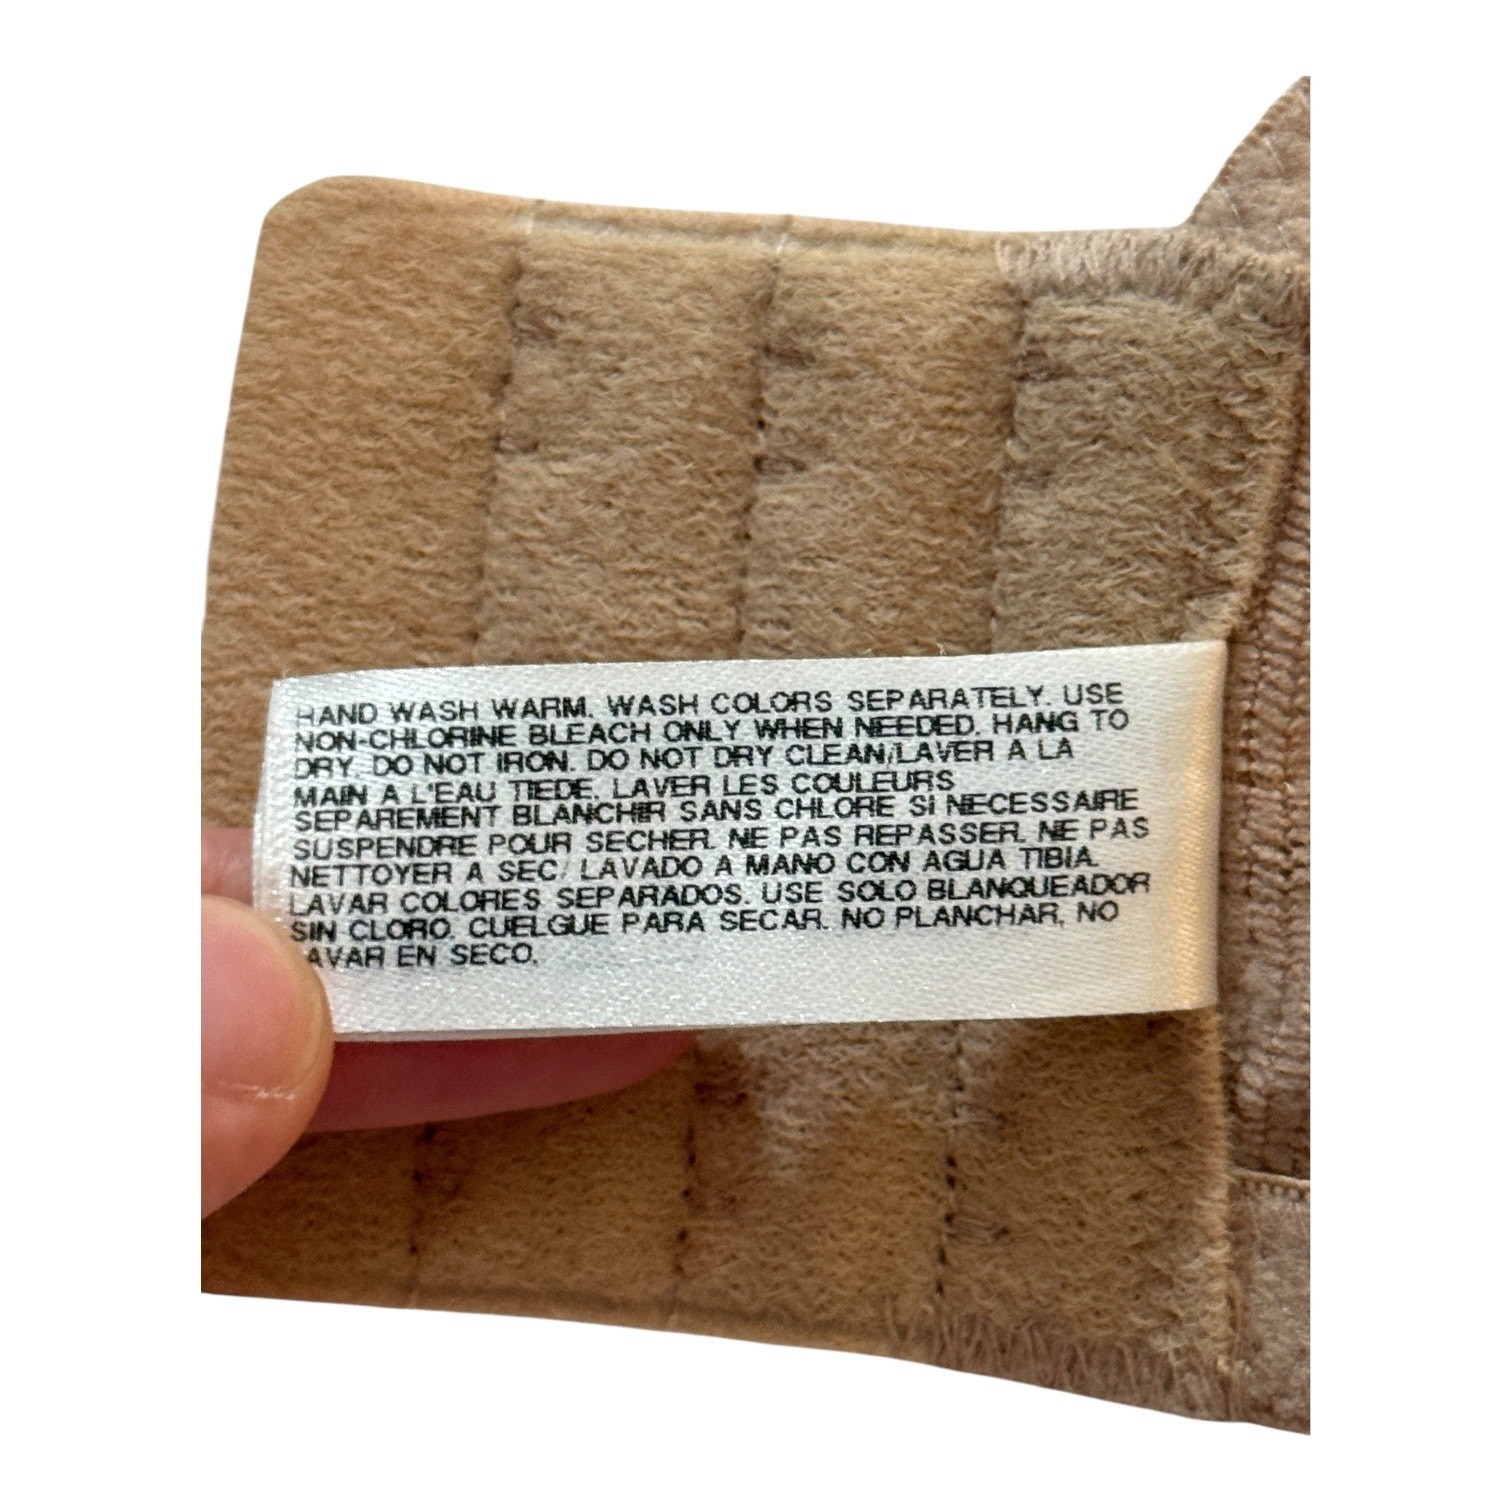 HAND WASH WARM. WASH COLORS SEPARATELY. USE
NON-CHLORINE BLEACH ONLY WHEN NEEDED. HANG TO
DRY. DO NOT IRON. DO NOT DRY CLEAN/LAVER A LA
MAIN A L'EAU TIEDE. LAVER LES COULEURS
SEPAREMENT BLANCHIR SANS CHLORE SI NECESSAIRE
SUSPENDRE POUR SECHER. NE PAS REPASSER. NE PAS
NETTOYER A SEC/ LAVADO A MANO CON AGUA TIBIA.
LAVAR COLORES SEPARADOS. USE SOLO BLANQUEADOR
SIN CLORO. CUELGUE PARA SECAR. NO PLANCHAR, NO
LAVAR EN SECO.